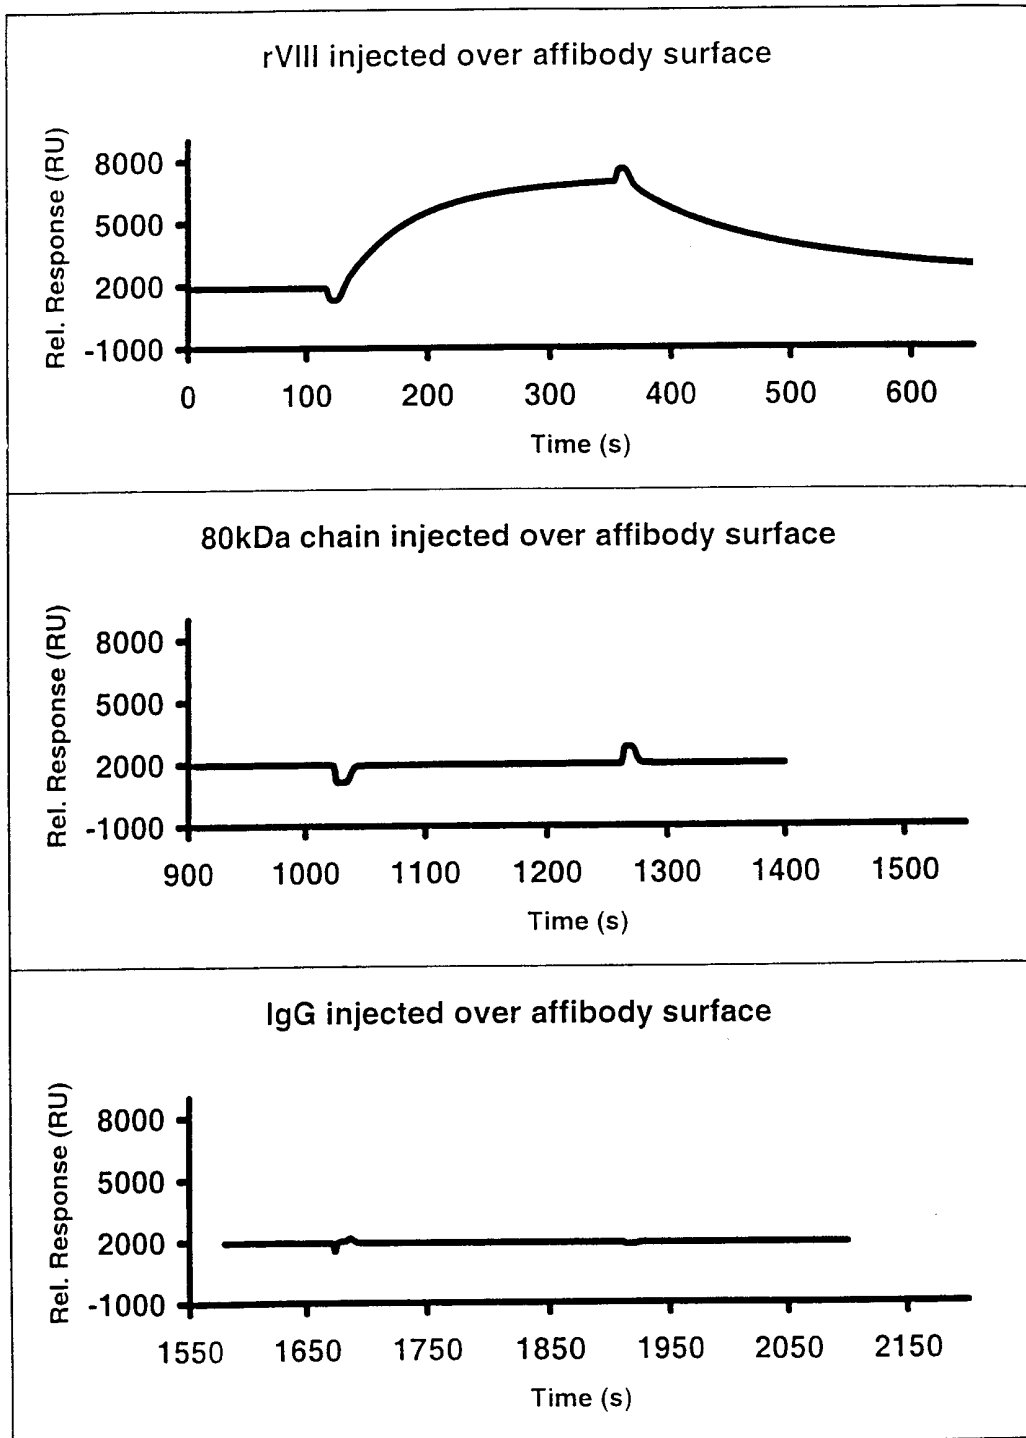 rVIII injected over affibody surface
Rel. Response (RU)
8000
5000
2000
-1000
0 100 200 300 400 500 600
Time (s)
80kDa chain injected over affibody surface
Rel. Response (RU)
8000
5000
2000
-1000
900 1000 1100 1200 1300 1400 1500
Time (s)
IgG injected over affibody surface
Rel. Response (RU)
8000
5000
2000
-1000
1550 1650 1750 1850 1950 2050 2150
Time (s)